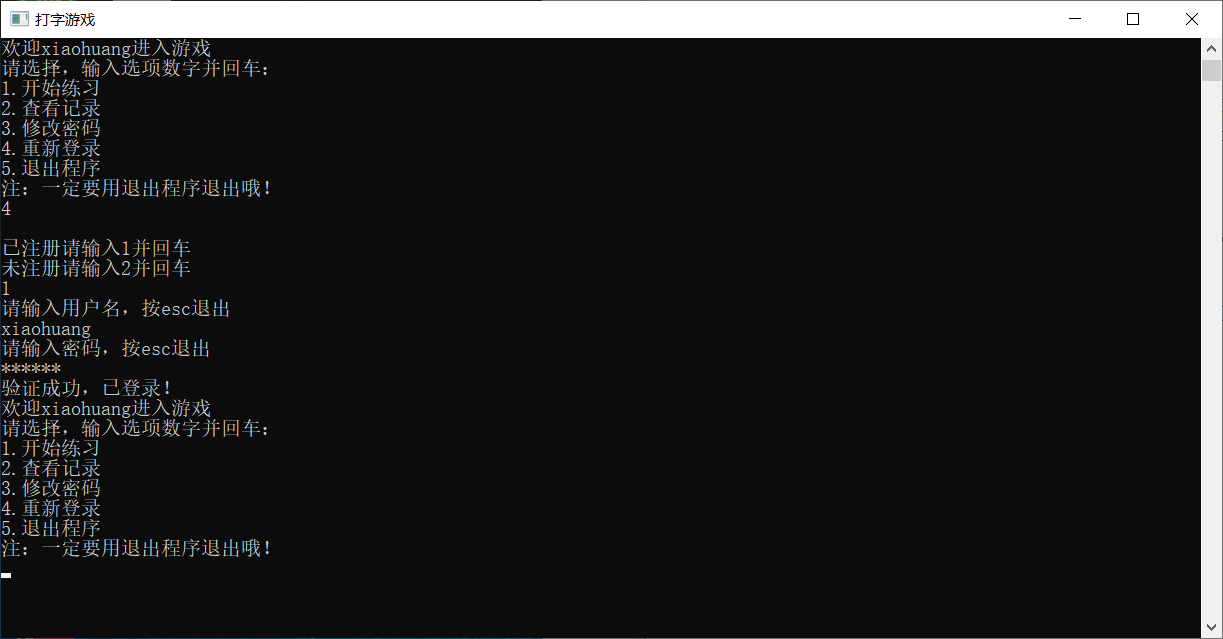 打字游戏
欢迎xiaohuang进入游戏
请选择，输入选项数字并回车：
1.开始练习
2.查看记录
3.修改密码
4.重新登录
5.退出程序
注：一定要用退出程序退出哦！
4
已注册请输入1并回车
未注册请输入2并回车
1
请输入用户名，按esc退出
xiaohuang
请输入密码，按esc退出
******
验证成功，已登录！
欢迎xiaohuang进入游戏
请选择，输入选项数字并回车：
1.开始练习
2.查看记录
3.修改密码
4.重新登录
5.退出程序
注：一定要用退出程序退出哦！